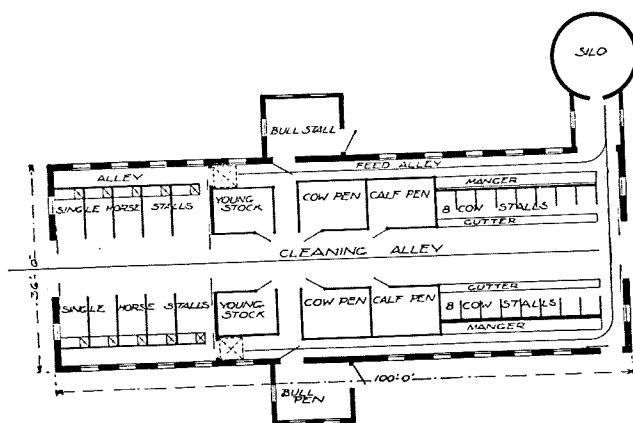 SILO
BULL STALL
ALLEY
FEED ALLEY
MANGER
SINGLE HORSE STALLS
YOUNG
STOCK
COW PEN
CALF PEN
8 COW STALLS
GUTTER
CLEANING ALLEY
36'-0"
GUTTER
SINGLE HORSE STALLS
YOUNG
STOCK
COW PEN
CALF PEN
8 COW STALLS
MANGER
100'-0"
BULL
PEN